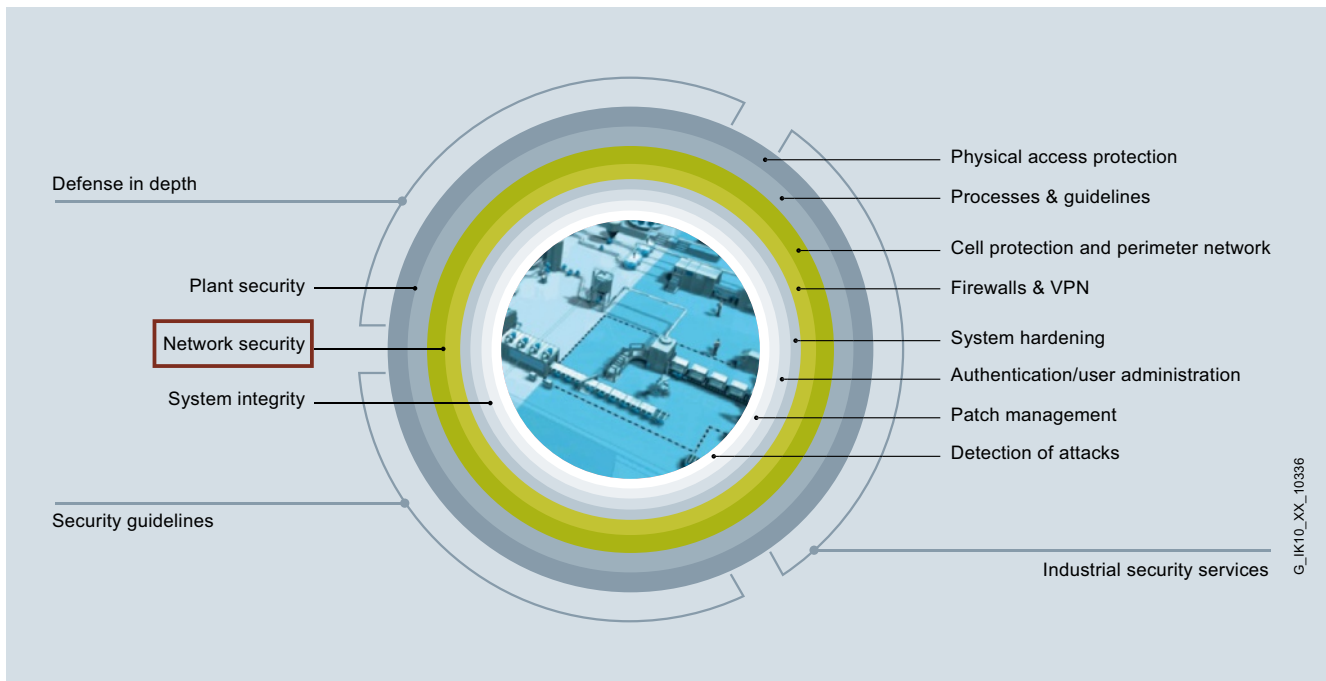 Defense in depth
Plant security
Network security
System integrity
Security guidelines
Physical access protection
Processes & guidelines
Cell protection and perimeter network
Firewalls & VPN
System hardening
Authentication/user administration
Patch management
Detection of attacks
Industrial security services
G_IK10_XX_10336